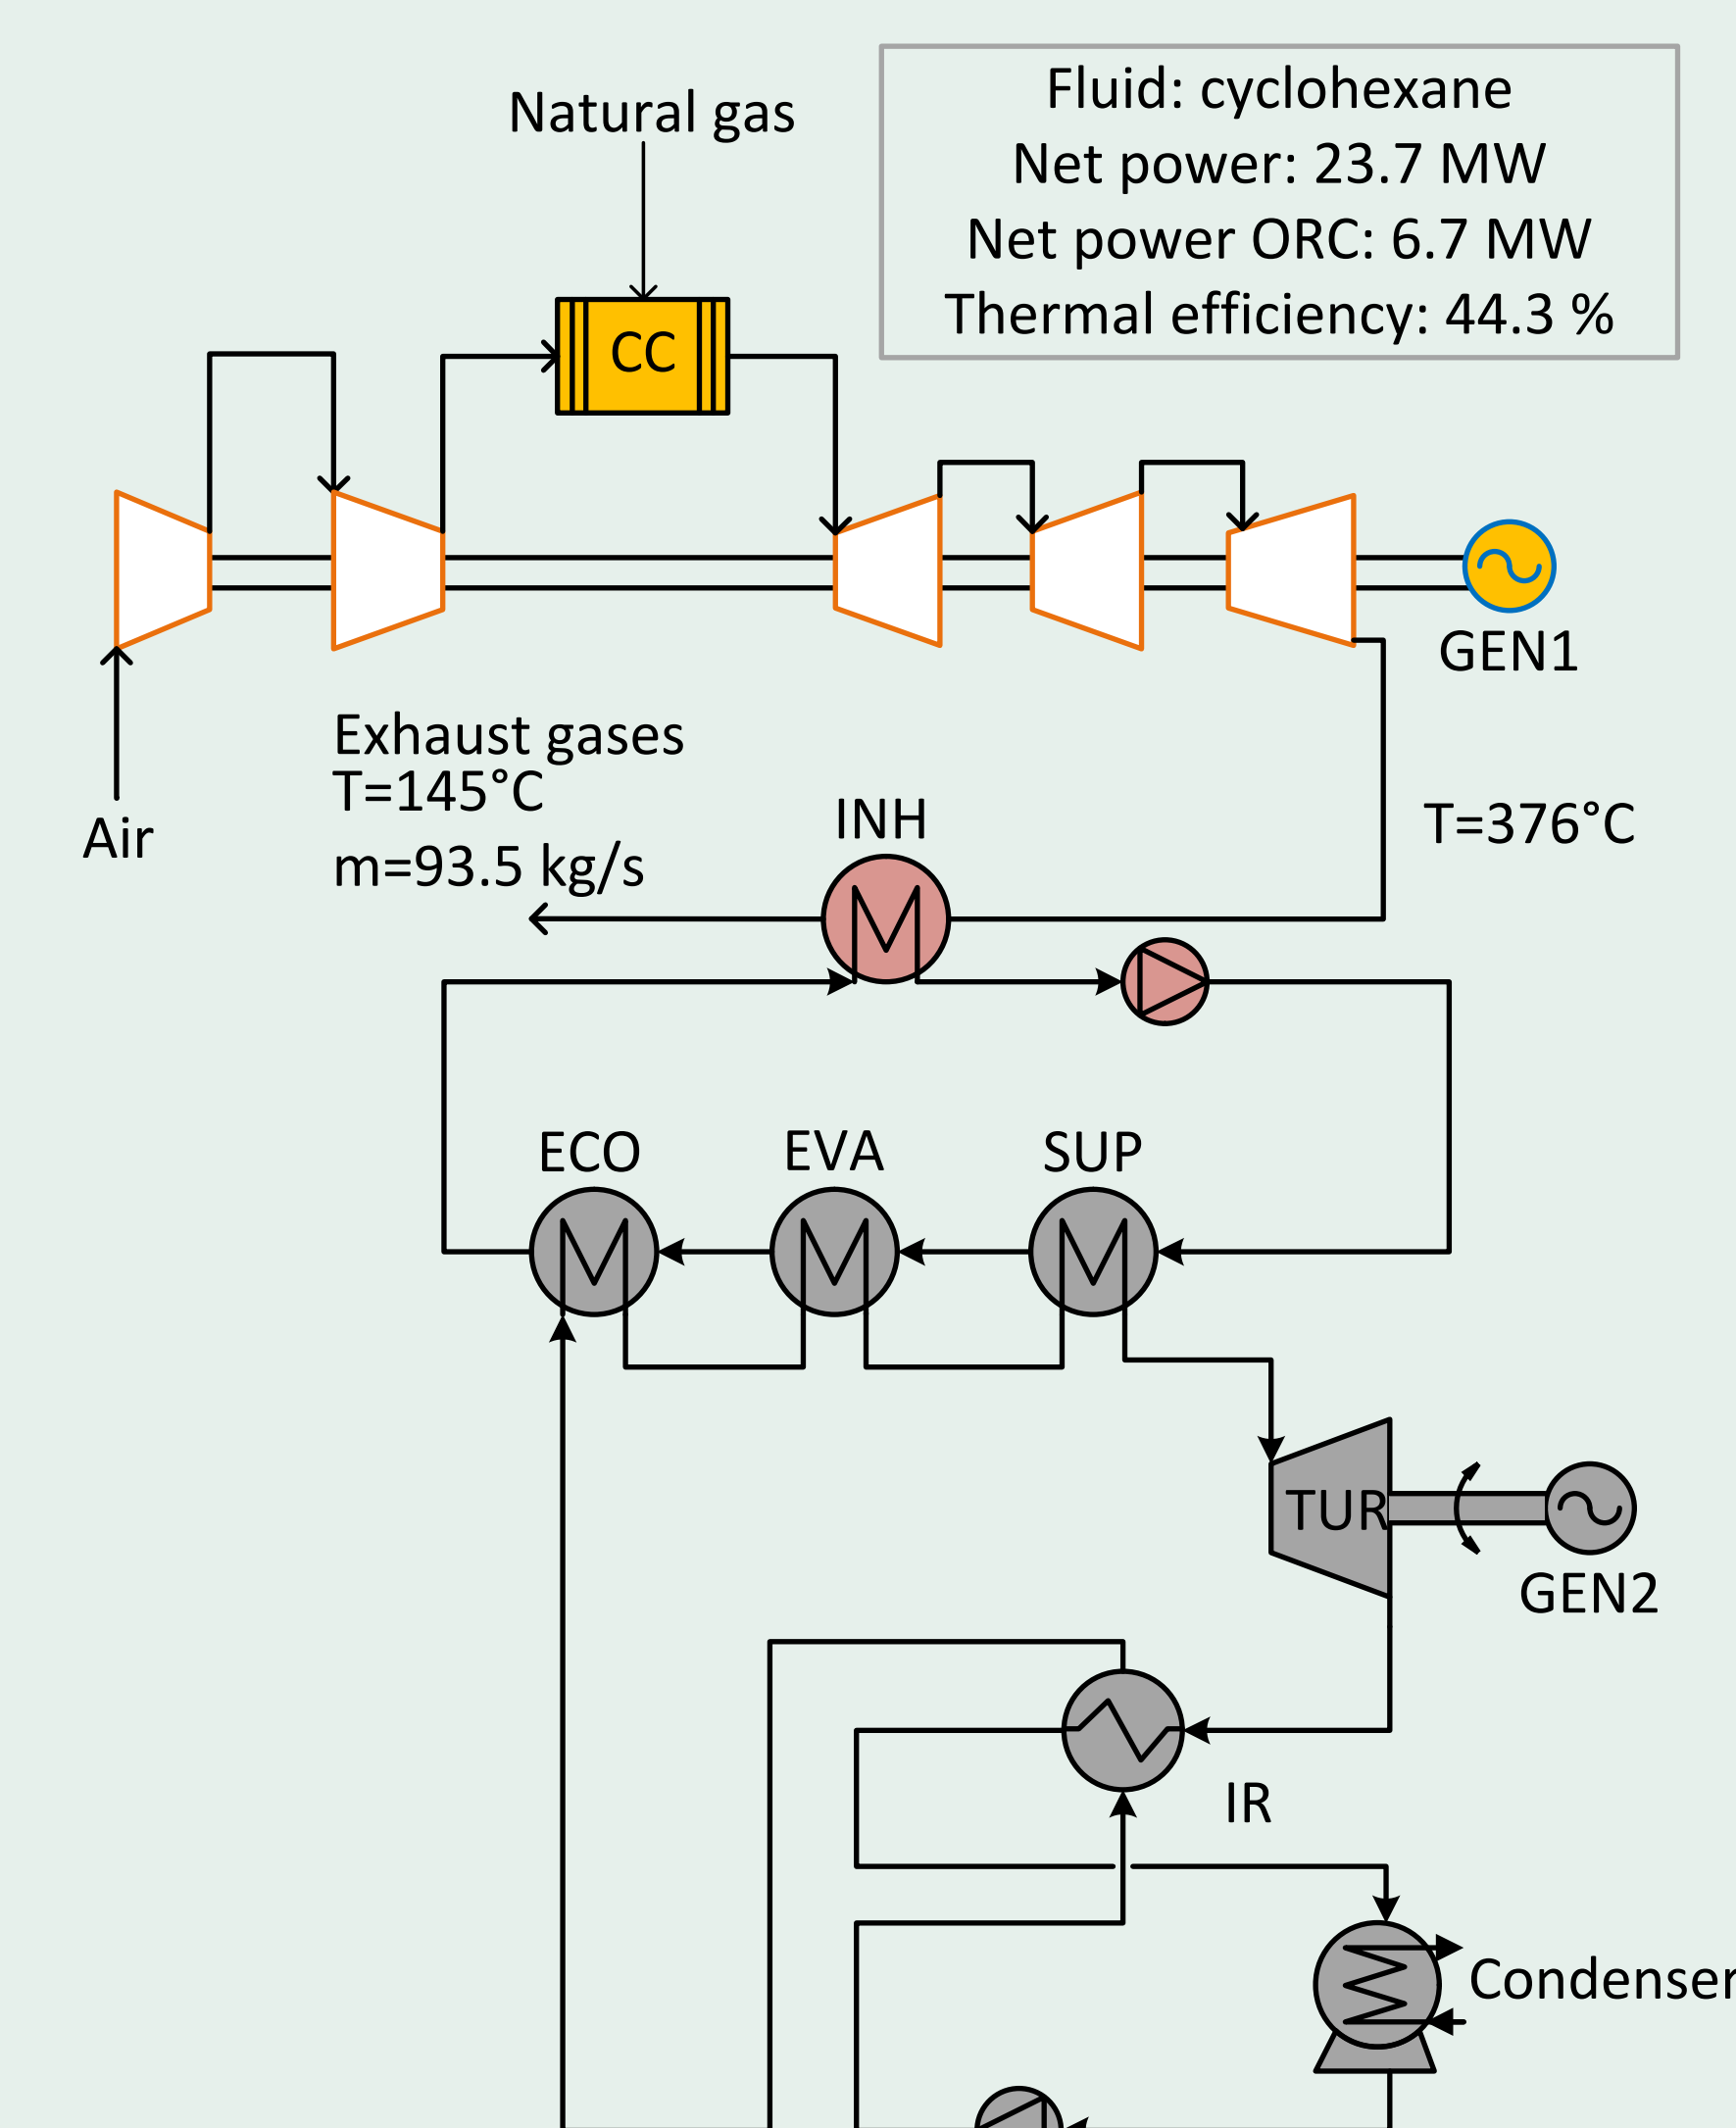 Natural gas
Fluid: cyclohexane
Net power: 23.7 MW
Net power ORC: 6.7 MW
Thermal efficiency: 44.3 %
CC
GEN1
Exhaust gases
T=145°C
m=93.5 kg/s
Air
INH
T=376°C
ECO
EVA
SUP
TUR
GEN2
IR
Condenser